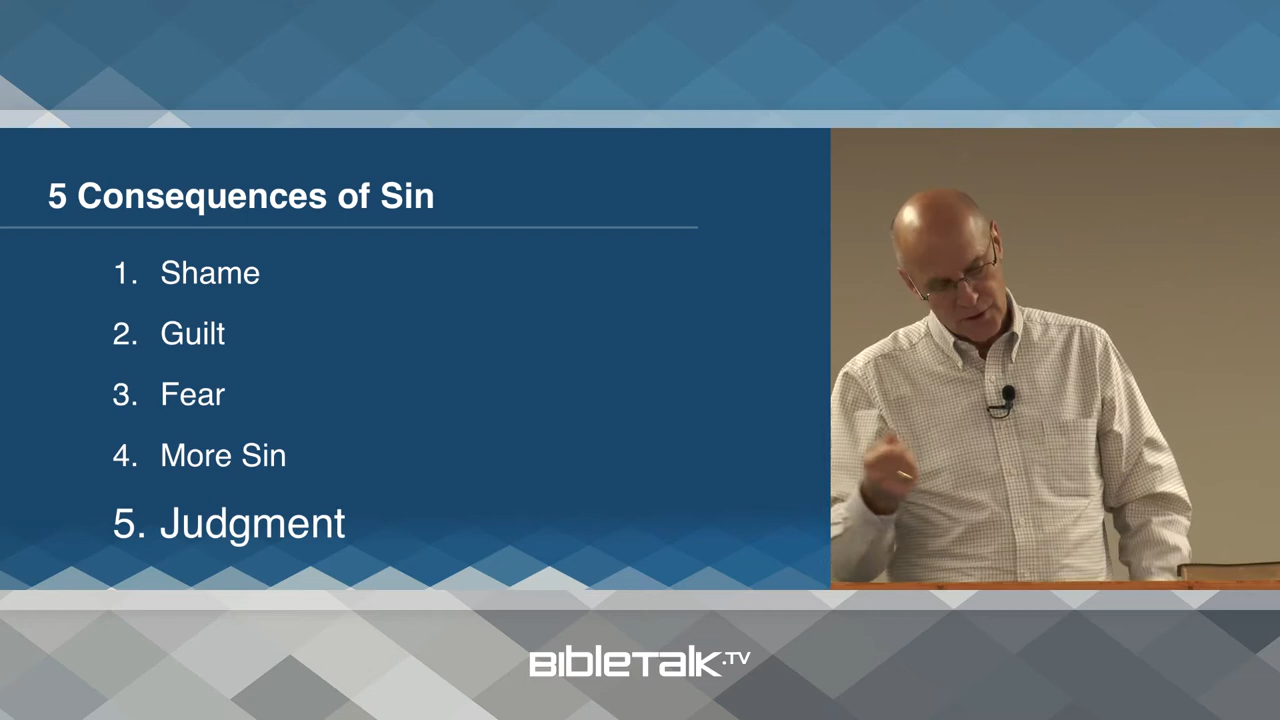 5 Consequences of Sin
1. Shame
2. Guilt
3. Fear
4. More Sin
5. Judgment
BIBLETALK.TV